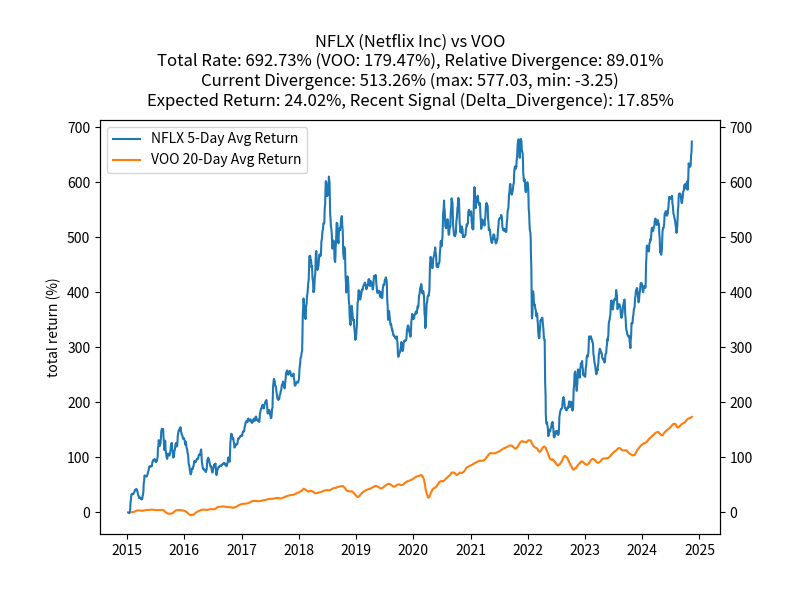 NFLX (Netflix Inc) vs VOO
Total Rate: 692.73% (VOO: 179.47%), Relative Divergence: 89.01%
Current Divergence: 513.26% (max: 577.03, min: -3.25)
Expected Return: 24.02%, Recent Signal (Delta_Divergence): 17.85%
NFLX 5-Day Avg Return
VOO 20-Day Avg Return
total return (%)
700
600
500
400
300
200
100
0
700
600
500
400
300
200
100
0
2015 2016 2017 2018 2019 2020 2021 2022 2023 2024 2025